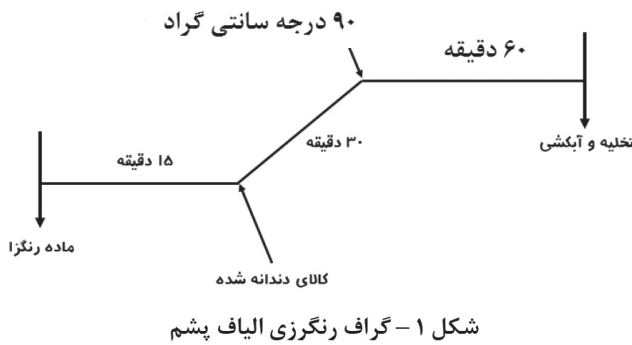 ۹۰ درجه سانتی گراد
۶۰ دقیقه
۳۰ دقیقه
تخلیه و آبکشی
۱۵ دقیقه
ماده رنگزا
کالای دندانه شده
شکل ۱ – گراف رنگرزی الیاف پشم